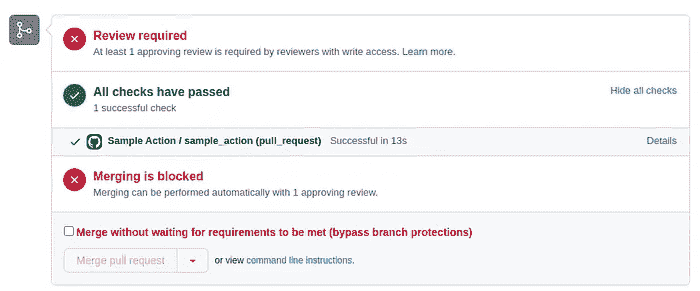 Review required
At least 1 approving review is required by reviewers with write access. Learn more.
All checks have passed
Hide all checks
1 successful check
Sample Action / sample_action (pull_request) Successful in 13s
Details
Merging is blocked
Merging can be performed automatically with 1 approving review.
Merge without waiting for requirements to be met (bypass branch protections)
Merge pull request
or view command line instructions.